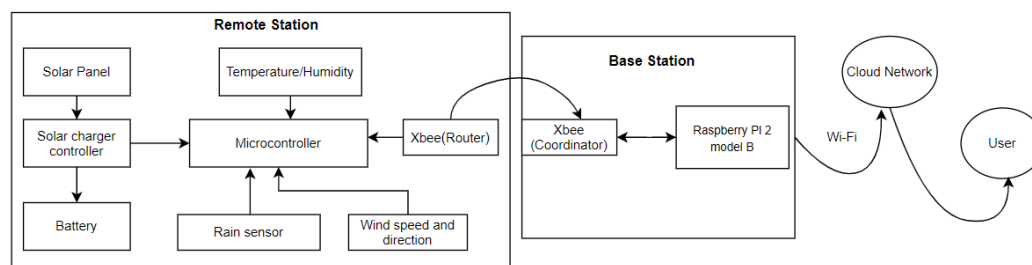 Remote Station
Solar Panel
Temperature/Humidity
Solar charger
controller
Microcontroller
Xbee(Router)
Battery
Rain sensor
Wind speed and
direction
Base Station
Xbee
(Coordinator)
Raspberry PI 2
model B
Wi-Fi
Cloud Network
User